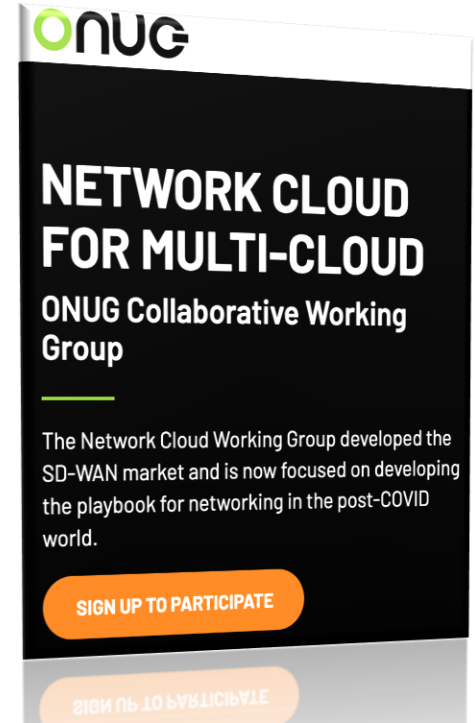 ONUG
NETWORK CLOUD
FOR MULTI-CLOUD
ONUG Collaborative Working
Group
The Network Cloud Working Group developed the
SD-WAN market and is now focused on developing
the playbook for networking in the post-COVID
world.
SIGN UP TO PARTICIPATE